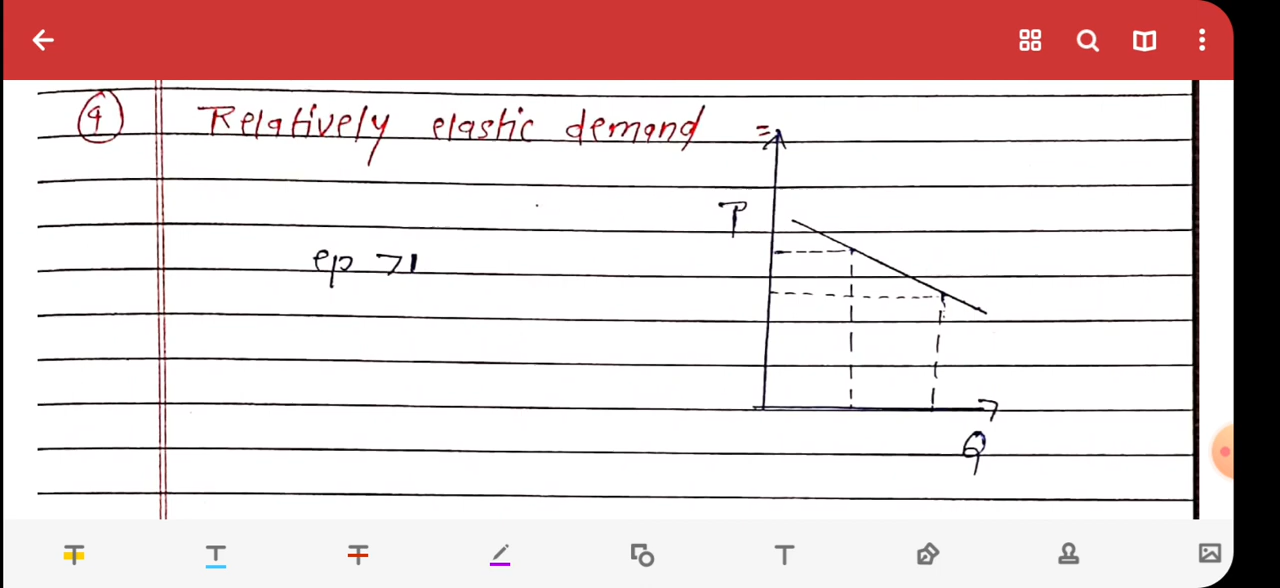 ④ Relatively elastic demand =
P
ep >1
Q